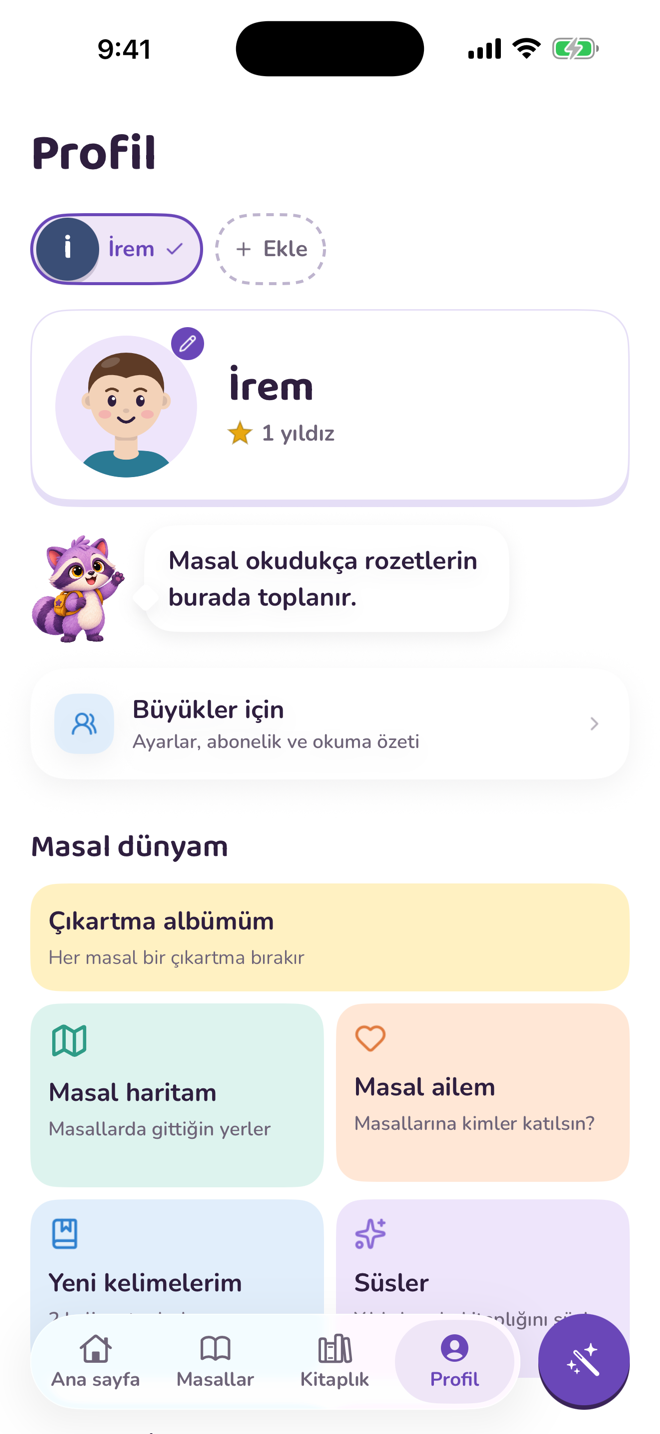 9:41
Profil
i
İrem
Ekle
İrem
1 yıldız
Masal okudukça rozetlerin
burada toplanır.
Büyükler için
Ayarlar, abonelik ve okuma özeti
Masal dünyam
Çıkartma albümüm
Her masal bir çıkartma bırakır
Masal haritam
Masallarda gittiğin yerler
Masal ailem
Masallarına kimler katılsın?
Yeni kelimelerim
Süsler
Ana sayfa
Masallar
Kitaplık
Profil